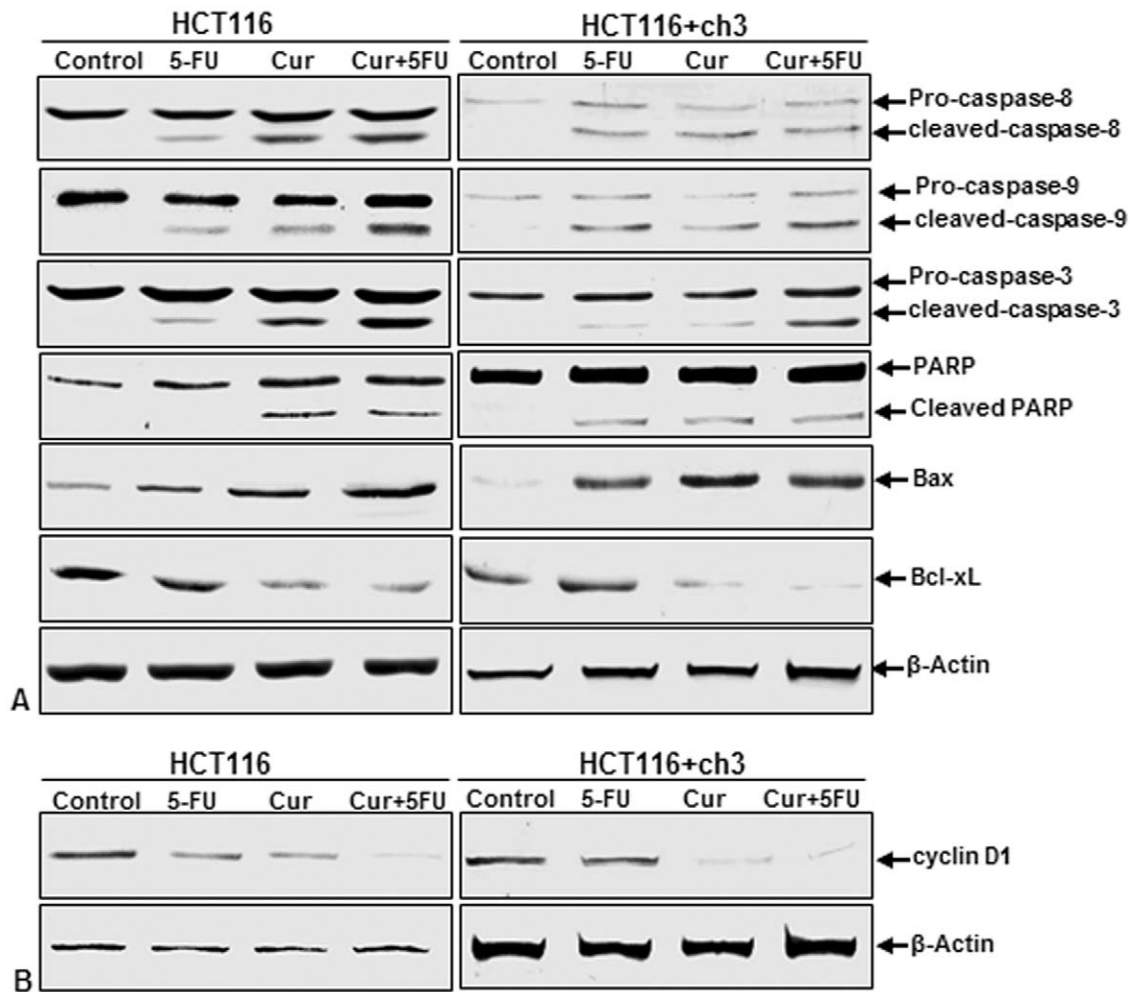 HCT116 HCT116+ch3
Control 5-FU Cur Cur+5FU Control 5-FU Cur Cur+5FU
Pro-caspase-8
cleaved-caspase-8
Pro-caspase-9
cleaved-caspase-9
Pro-caspase-3
cleaved-caspase-3
PARP
Cleaved PARP
Bax
Bcl-xL
β-Actin
A
HCT116 HCT116+ch3
Control 5-FU Cur Cur+5FU Control 5-FU Cur Cur+5FU
cyclin D1
β-Actin
B